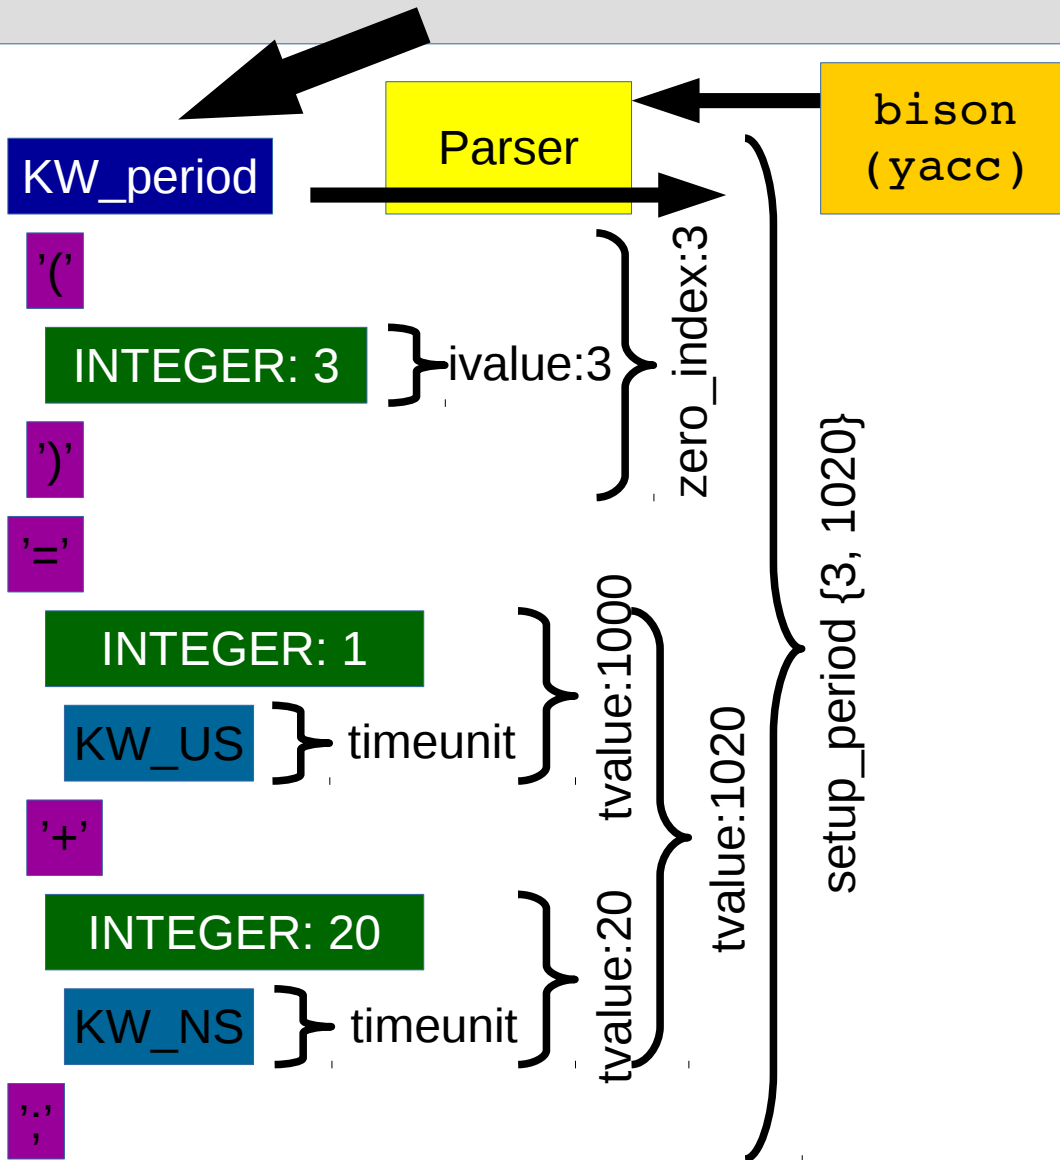 Parser
bison
(yacc)
KW_period
’(’
zero_index:3
INTEGER: 3
ivalue:3
’)’
’=’
setup_period {3, 1020}
INTEGER: 1
tvalue:1000
KW_US
timeunit
tvalue:1020
’+’
INTEGER: 20
tvalue:20
KW_NS
timeunit
’;’